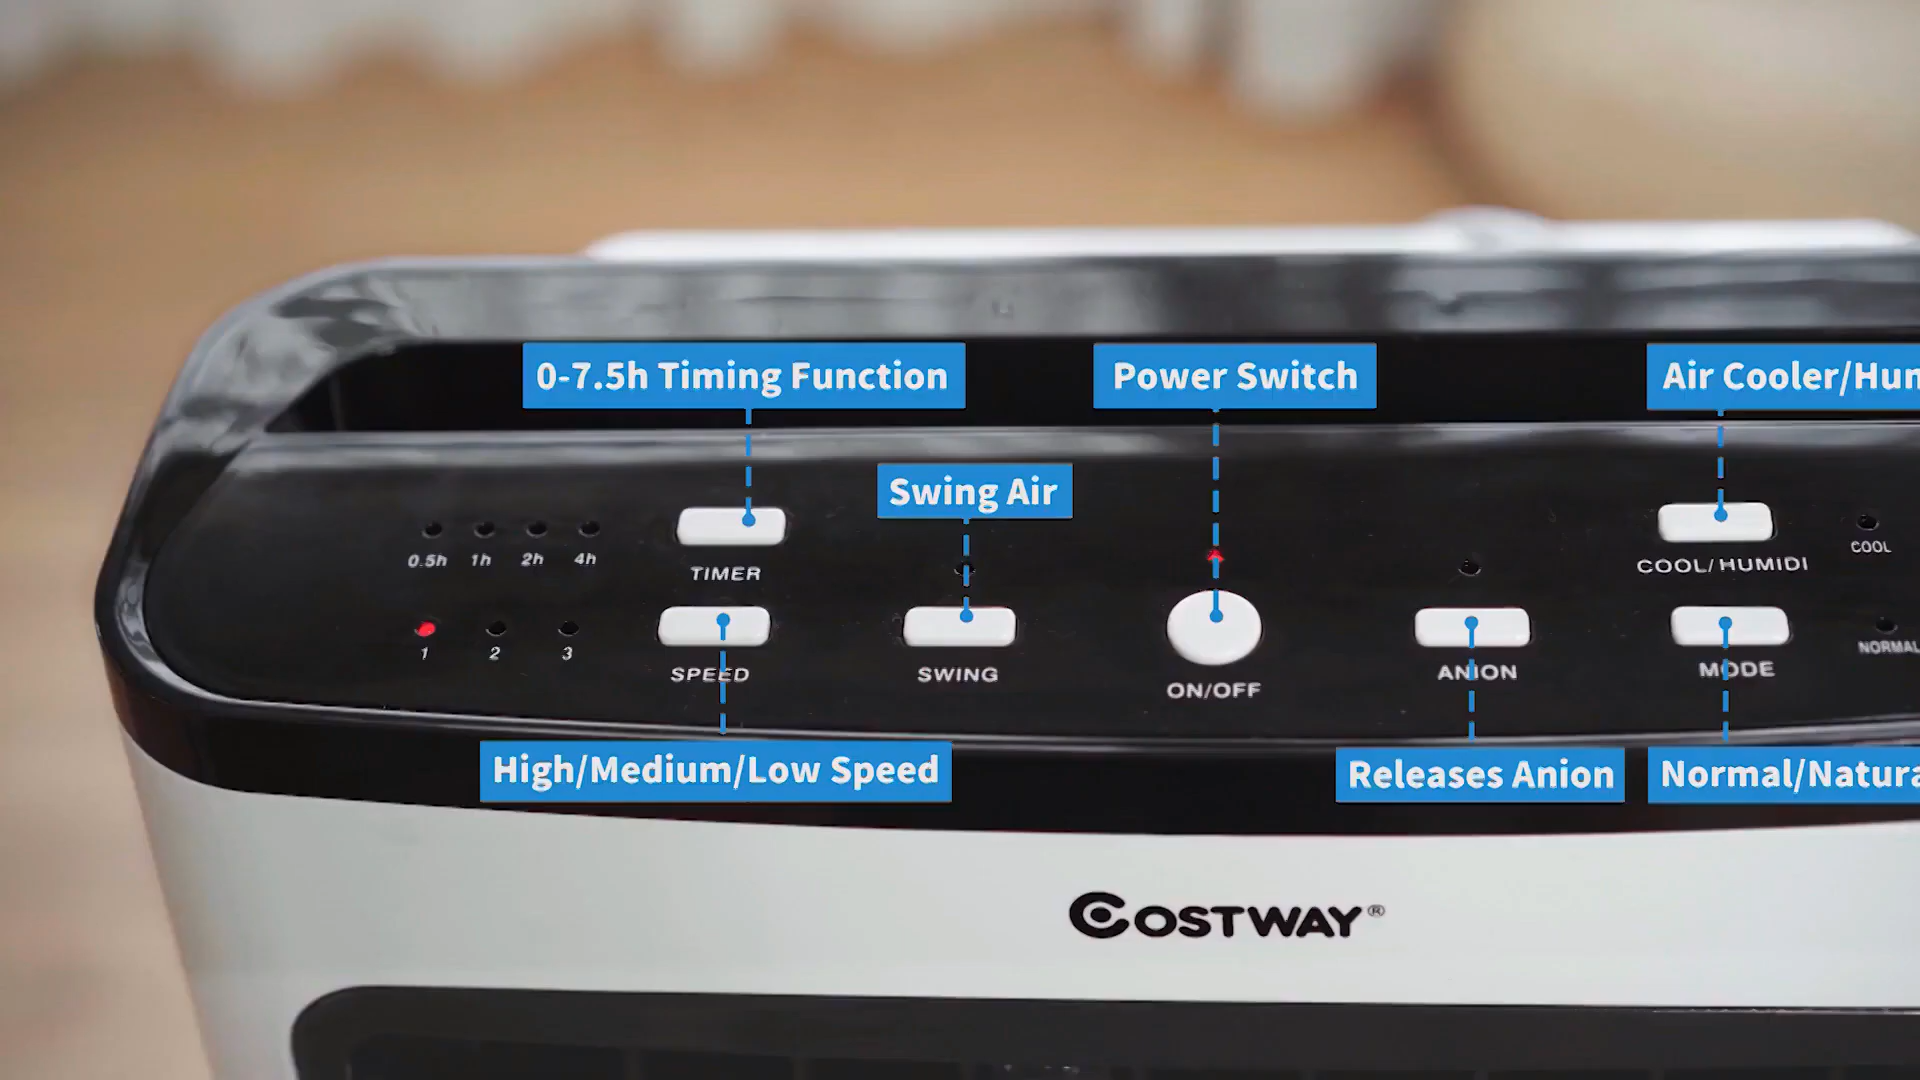 0-7.5h Timing Function
Power Switch
Air Cooler/Hum
Swing Air
0.5h 1h 2h 4h
TIMER
COOL/HUMIDI
COOL
1 2 3
SPEED
SWING
ON/OFF
ANION
MODE
NORMAL
High/Medium/Low Speed
Releases Anion
Normal/Natura
COSTWAY®